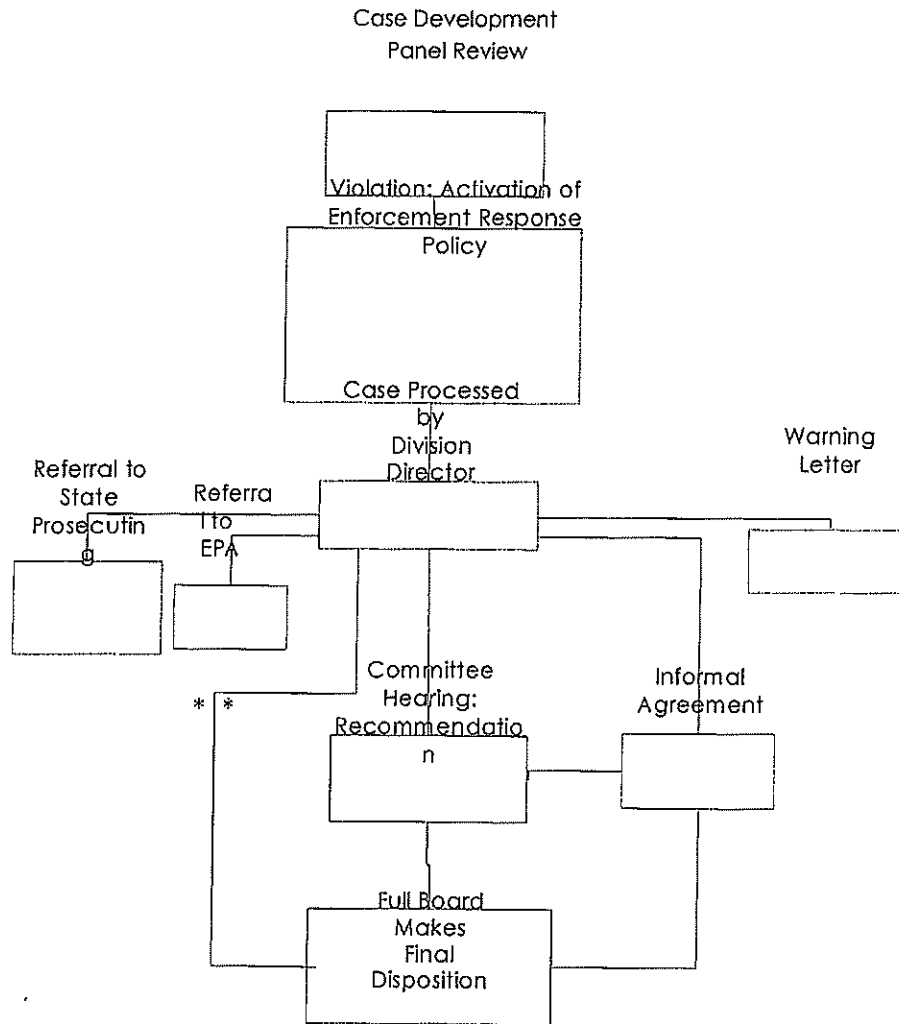 Case Development
Panel Review
Violation: Activation of
Enforcement Response
Policy
Case Processed
by
Division
Director
Warning
Letter
Referral to
State
Prosecutin
g
Referra
l to
EPA
Committee
Hearing:
Recommendatio
n
Informal
Agreement
* *
Full Board
Makes
Final
Disposition